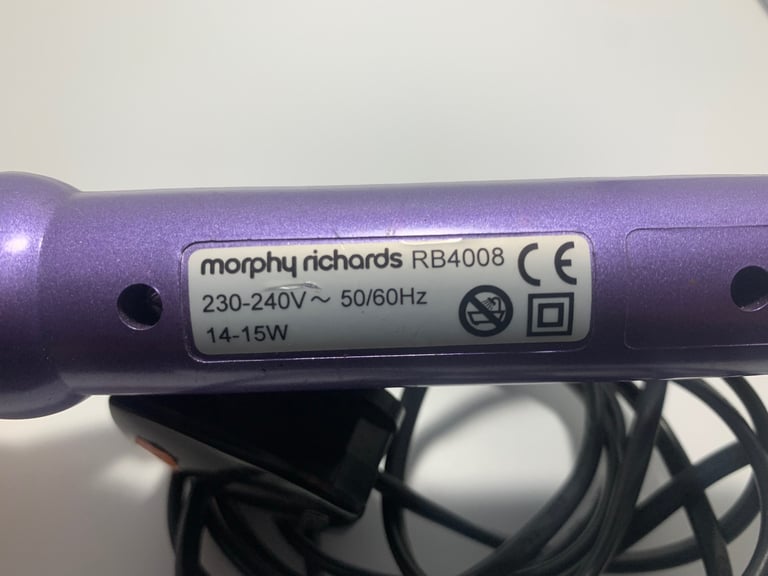 morphy richards RB4008 CE
230-240V~ 50/60Hz
14-15W